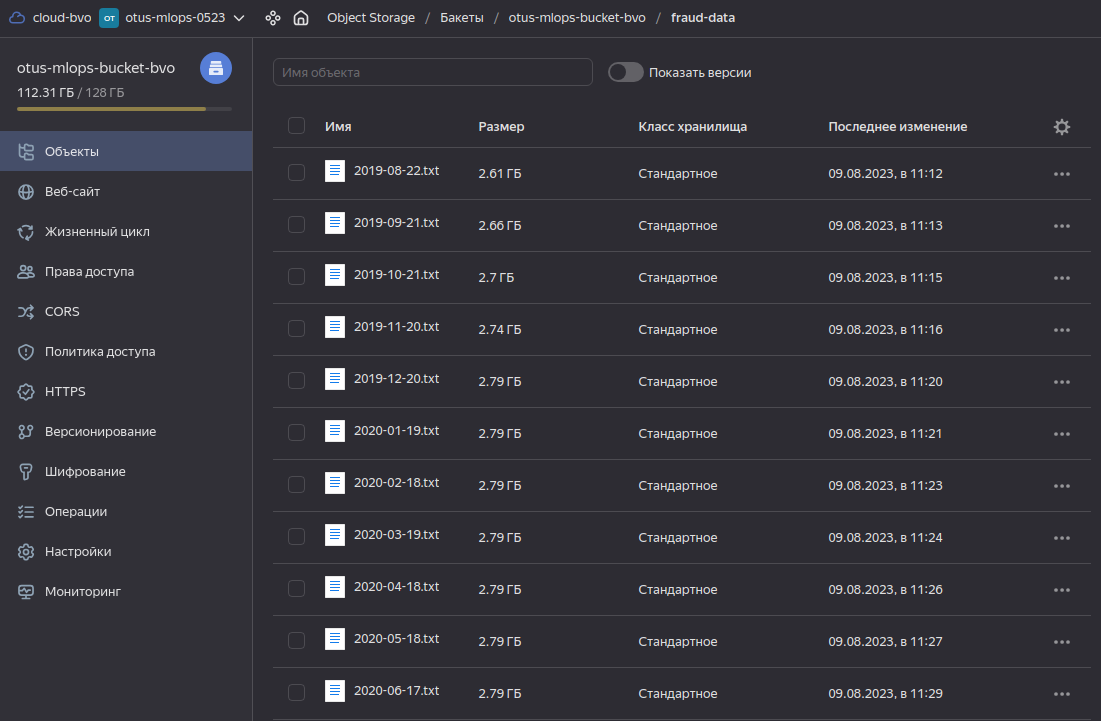 cloud-bvo OT otus-mlops-0523 Object Storage / Бакеты / otus-mlops-bucket-bvo / fraud-data
otus-mlops-bucket-bvo
112.31 ГБ / 128 ГБ
Объекты
Веб-сайт
Жизненный цикл
Права доступа
CORS
Политика доступа
HTTPS
Версионирование
Шифрование
Операции
Настройки
Мониторинг
Имя объекта Показать версии
Имя Размер Класс хранилища Последнее изменение
2019-08-22.txt 2.61 ГБ Стандартное 09.08.2023, в 11:12
2019-09-21.txt 2.66 ГБ Стандартное 09.08.2023, в 11:13
2019-10-21.txt 2.7 ГБ Стандартное 09.08.2023, в 11:15
2019-11-20.txt 2.74 ГБ Стандартное 09.08.2023, в 11:16
2019-12-20.txt 2.79 ГБ Стандартное 09.08.2023, в 11:20
2020-01-19.txt 2.79 ГБ Стандартное 09.08.2023, в 11:21
2020-02-18.txt 2.79 ГБ Стандартное 09.08.2023, в 11:23
2020-03-19.txt 2.79 ГБ Стандартное 09.08.2023, в 11:24
2020-04-18.txt 2.79 ГБ Стандартное 09.08.2023, в 11:26
2020-05-18.txt 2.79 ГБ Стандартное 09.08.2023, в 11:27
2020-06-17.txt 2.79 ГБ Стандартное 09.08.2023, в 11:29